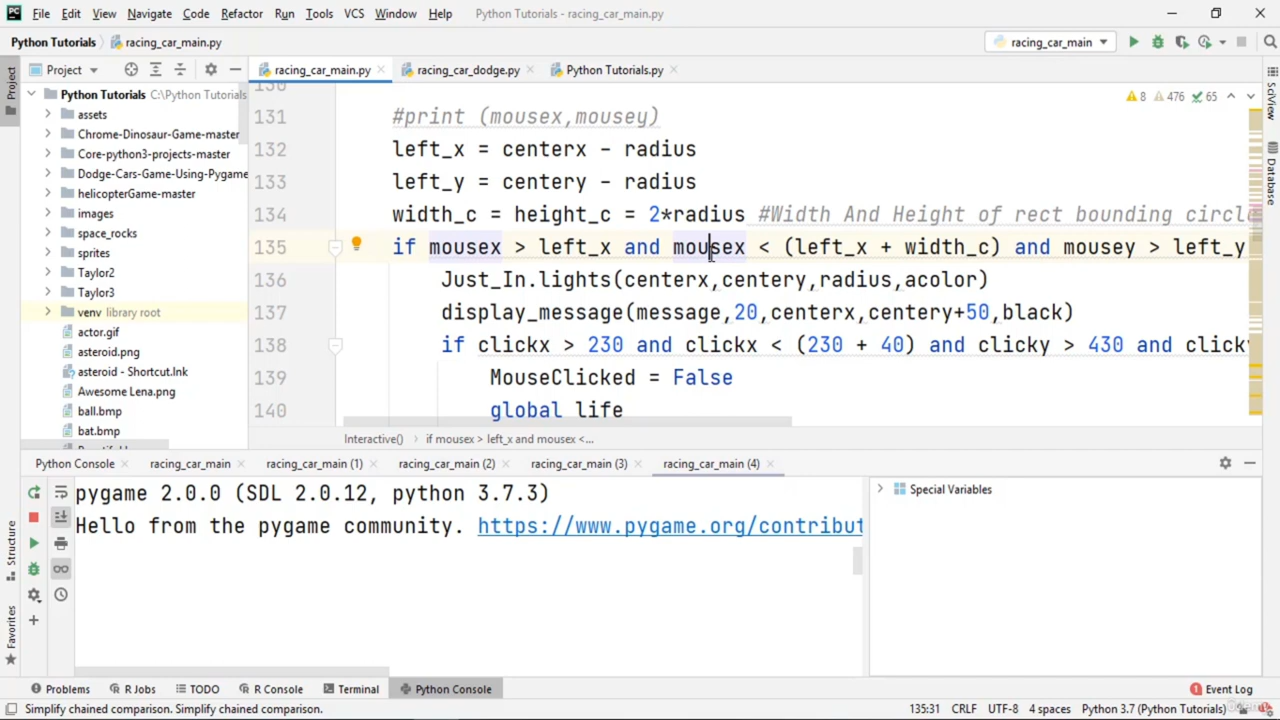 File Edit View Navigate Code Refactor Run Tools VCS Window Help Python Tutorials - racing_car_main.py
Python Tutorials racing_car_main.py racing_car_main
Project racing_car_main.py racing_car_dodge.py Python Tutorials.py
Project
Python Tutorials C:\Python Tutorials
assets
Chrome-Dinosaur-Game-master
Core-python3-projects-master
Dodge-Cars-Game-Using-Pygame
helicopterGame-master
images
space_rocks
sprites
Taylor2
Taylor3
venv library root
actor.gif
asteroid.png
asteroid - Shortcut.lnk
Awesome Lena.png
ball.bmp
bat.bmp
8 476 65
130
131 #print (mousex,mousey)
132 left_x = centerx - radius
133 left_y = centery - radius
134 width_c = height_c = 2*radius #Width And Height of rect bounding circle
135 if mousex > left_x and mousex < (left_x + width_c) and mousey > left_y
136 Just_In.lights(centerx,centery,radius,acolor)
137 display_message(message,20,centerx,centery+50,black)
138 if clickx > 230 and clickx < (230 + 40) and clicky > 430 and click
139 MouseClicked = False
140 global life
Interactive() if mousex > left_x and mousex <...
SciView
Database
Python Console racing_car_main racing_car_main (1) racing_car_main (2) racing_car_main (3) racing_car_main (4)
pygame 2.0.0 (SDL 2.0.12, python 3.7.3)
Hello from the pygame community. https://www.pygame.org/contribut
Special Variables
Structure
Favorites
Problems R Jobs TODO R Console Terminal Python Console Event Log
Simplify chained comparison. Simplify chained comparison. 135:31 CRLF UTF-8 4 spaces Python 3.7 (Python Tutorials)